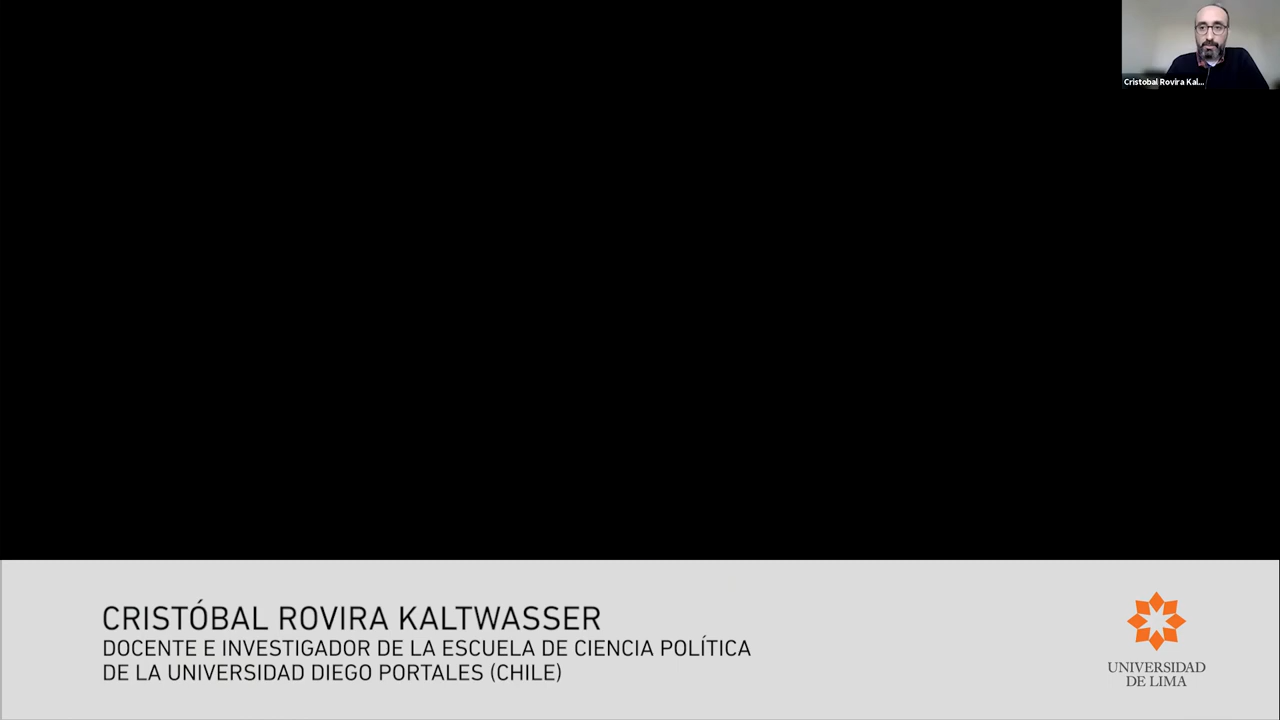 Cristobal Rovira Kal...
CRISTÓBAL ROVIRA KALTWASSER
DOCENTE E INVESTIGADOR DE LA ESCUELA DE CIENCIA POLÍTICA
DE LA UNIVERSIDAD DIEGO PORTALES (CHILE)
UNIVERSIDAD
DE LIMA